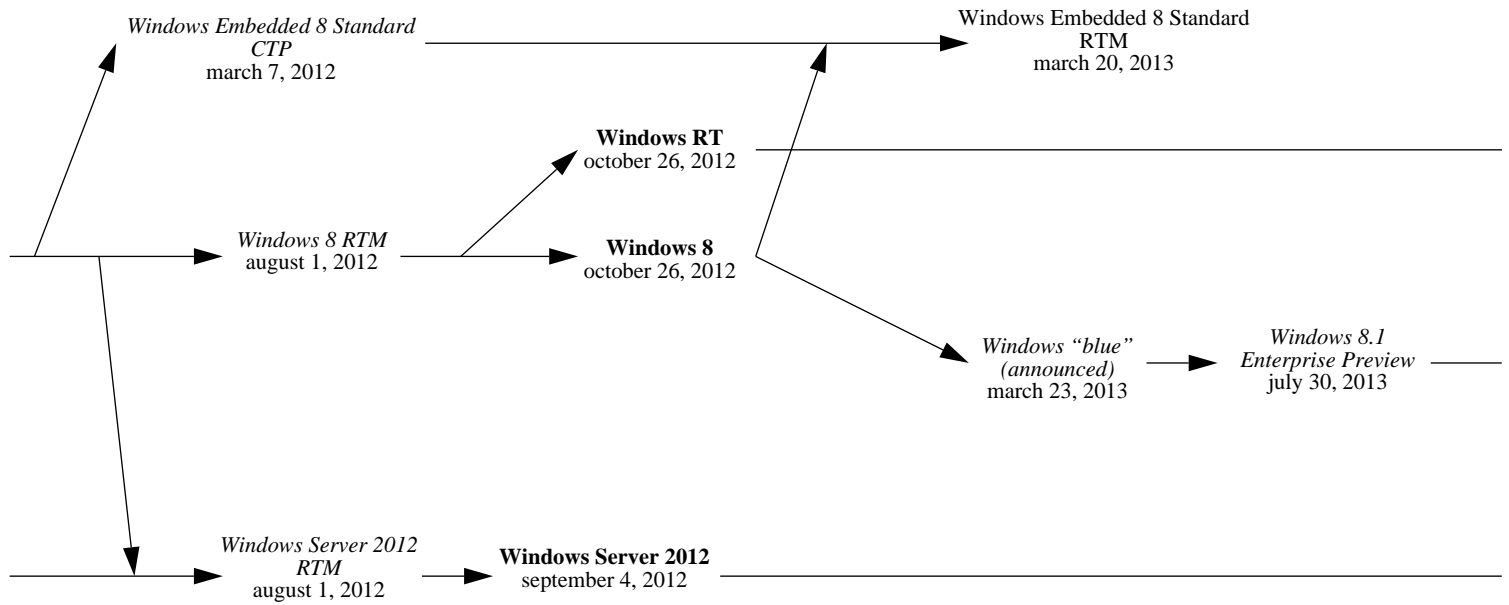 Windows Embedded 8 Standard
CTP
march 7, 2012
Windows Embedded 8 Standard
RTM
march 20, 2013
Windows RT
october 26, 2012
Windows 8 RTM
august 1, 2012
Windows 8
october 26, 2012
Windows “blue”
(announced)
march 23, 2013
Windows 8.1
Enterprise Preview
july 30, 2013
Windows Server 2012
RTM
august 1, 2012
Windows Server 2012
september 4, 2012